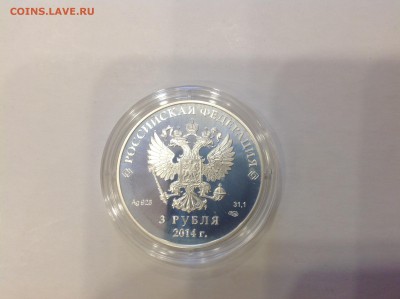 COINS.LAVE.RU
РОССИЙСКАЯ ФЕДЕРАЦИЯ
Ag 925
31,1
3 РУБЛЯ
2014 г.